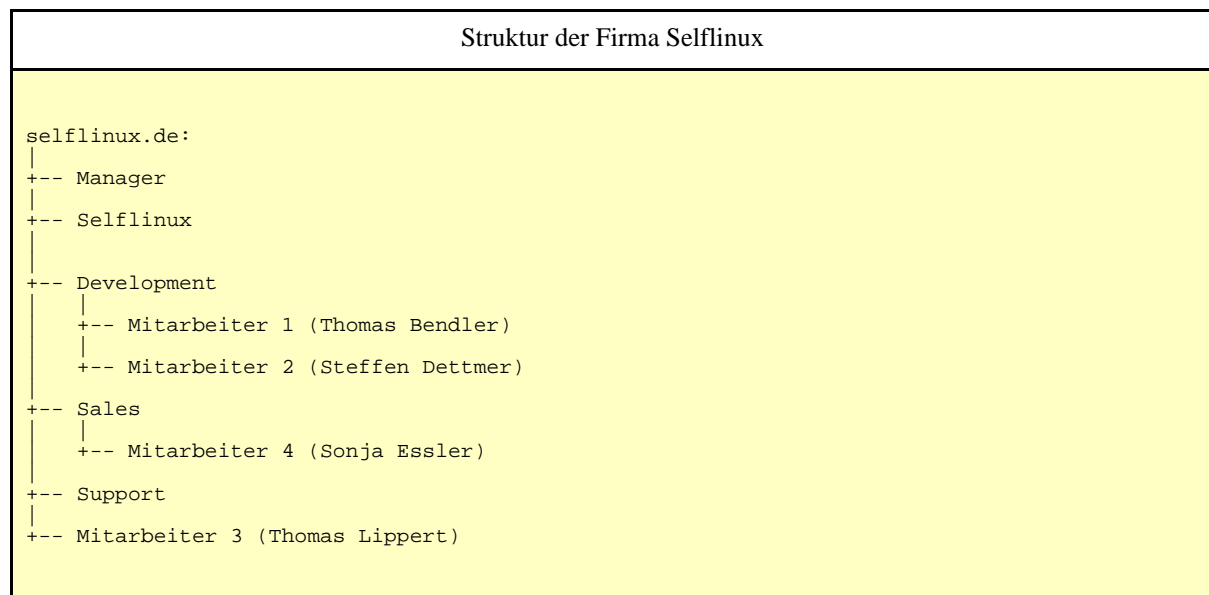 Struktur der Firma Selflinux
selflinux.de:
|
+-- Manager
|
+-- Selflinux
|
|
+-- Development
|   |
|   +-- Mitarbeiter 1 (Thomas Bendler)
|   |
|   +-- Mitarbeiter 2 (Steffen Dettmer)
|
+-- Sales
|   |
|   +-- Mitarbeiter 4 (Sonja Essler)
|
+-- Support
|
+-- Mitarbeiter 3 (Thomas Lippert)